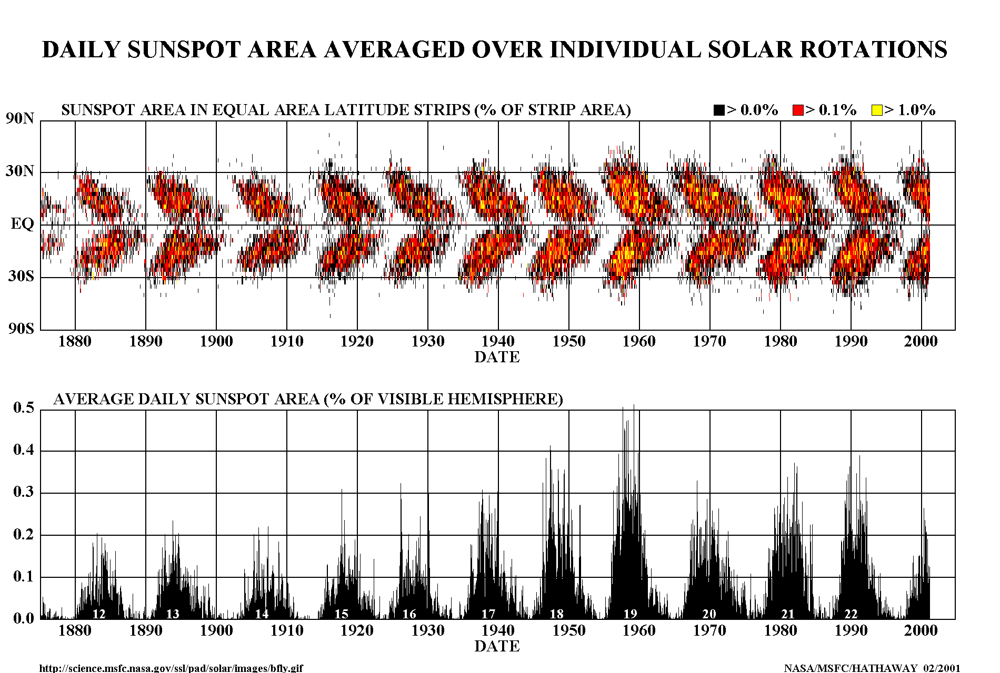 DAILY SUNSPOT AREA AVERAGED OVER INDIVIDUAL SOLAR ROTATIONS
SUNSPOT AREA IN EQUAL AREA LATITUDE STRIPS (% OF STRIP AREA) > 0.0% > 0.1% > 1.0%
90N
30N
EQ
30S
90S
1880 1890 1900 1910 1920 1930 1940 1950 1960 1970 1980 1990 2000
DATE
AVERAGE DAILY SUNSPOT AREA (% OF VISIBLE HEMISPHERE)
0.5
0.4
0.3
0.2
0.1
0.0
12 13 14 15 16 17 18 19 20 21 22
1880 1890 1900 1910 1920 1930 1940 1950 1960 1970 1980 1990 2000
DATE
http://science.msfc.nasa.gov/ssl/pad/solar/images/bfly.gif NASA/MSFC/HATHAWAY 02/2001